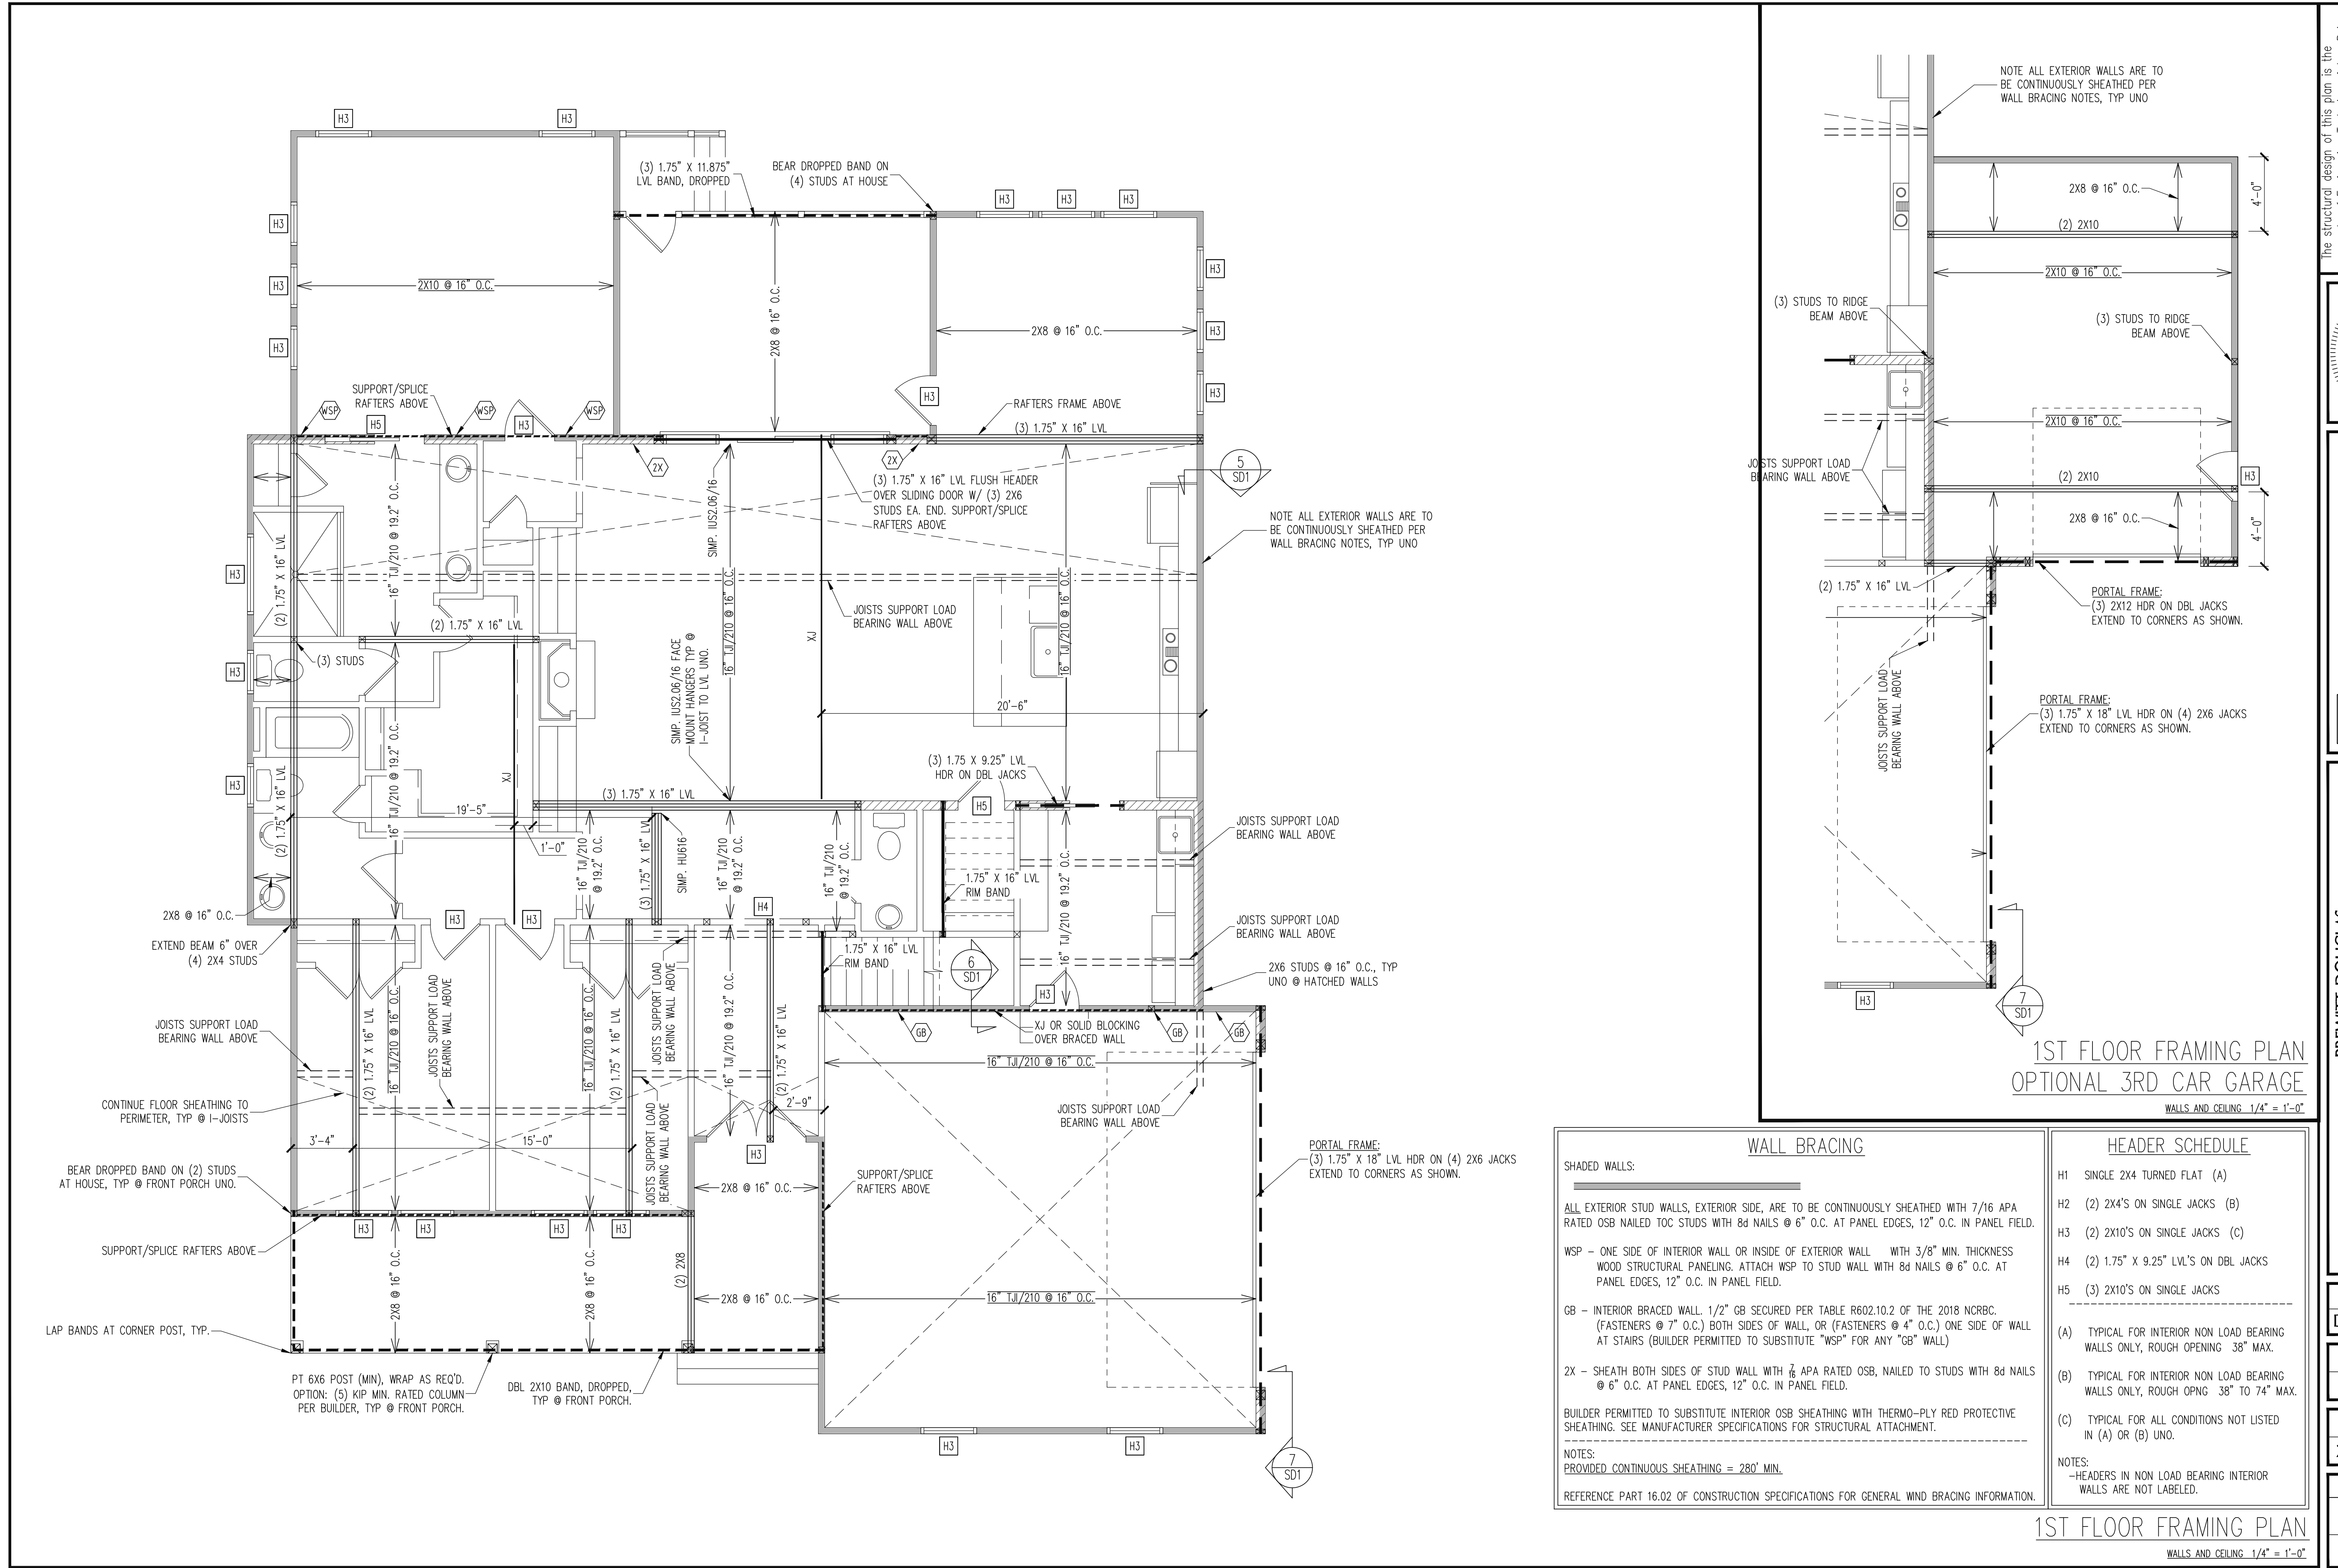 H3
H3
(3) 1.75" X 11.875"
LVL BAND, DROPPED
BEAR DROPPED BAND ON
(4) STUDS AT HOUSE
H3
H3
H3
H3
H3
H3
2X10 @ 16" O.C.
2X8 @ 16" O.C.
2X8 @ 16" O.C.
H3
H3
H3
H3
SUPPORT/SPLICE
RAFTERS ABOVE
WSP
H5
WSP
H3
WSP
RAFTERS FRAME ABOVE
(3) 1.75" X 16" LVL
2X
2X
(3) 1.75" X 16" LVL FLUSH HEADER
OVER SLIDING DOOR W/ (3) 2X6
STUDS EA. END. SUPPORT/SPLICE
RAFTERS ABOVE
5
SD1
NOTE ALL EXTERIOR WALLS ARE TO
BE CONTINUOUSLY SHEATHED PER
WALL BRACING NOTES, TYP UNO
16" TJI/210 @ 19.2" O.C.
SIMP. IUS2.06/16
(2) 1.75" X 16" LVL
16" TJI/210 @ 16" O.C.
16" TJI/210 @ 16" O.C.
H3
JOISTS SUPPORT LOAD
BEARING WALL ABOVE
(2) 1.75" X 16" LVL
XJ
(3) STUDS
H3
SIMP. IUS2.06/16 FACE
MOUNT HANGERS TYP @
I-JOIST TO LVL UNO.
20'-6"
H3
(2) 1.75" X 16" LVL
16" TJI/210 @ 19.2" O.C.
XJ
(3) 1.75 X 9.25" LVL
HDR ON DBL JACKS
(3) 1.75" X 16" LVL
H5
19'-5"
1'-0"
16" TJI/210
@ 19.2" O.C.
(3) 1.75" X 16" LVL
SIMP. HU616
16" TJI/210
@ 19.2" O.C.
16" TJI/210
@ 19.2" O.C.
JOISTS SUPPORT LOAD
BEARING WALL ABOVE
1.75" X 16" LVL
RIM BAND
16" TJI/210 @ 19.2" O.C.
2X8 @ 16" O.C.
H3
H3
H4
JOISTS SUPPORT LOAD
BEARING WALL ABOVE
EXTEND BEAM 6" OVER
(4) 2X4 STUDS
1.75" X 16" LVL
RIM BAND
6
SD1
2X6 STUDS @ 16" O.C., TYP
UNO @ HATCHED WALLS
H3
JOISTS SUPPORT LOAD
BEARING WALL ABOVE
(2) 1.75" X 16" LVL
16" TJI/210 @ 16" O.C.
JOISTS SUPPORT LOAD
BEARING WALL ABOVE
16" TJI/210 @ 16" O.C.
(2) 1.75" X 16" LVL
JOISTS SUPPORT LOAD
BEARING WALL ABOVE
16" TJI/210 @ 19.2" O.C.
(2) 1.75" X 16" LVL
GB
XJ OR SOLID BLOCKING
OVER BRACED WALL
GB
GB
16" TJI/210 @ 16" O.C.
CONTINUE FLOOR SHEATHING TO
PERIMETER, TYP @ I-JOISTS
2'-9"
JOISTS SUPPORT LOAD
BEARING WALL ABOVE
3'-4"
15'-0"
JOISTS SUPPORT LOAD
BEARING WALL ABOVE
H3
PORTAL FRAME:
(3) 1.75" X 18" LVL HDR ON (4) 2X6 JACKS
EXTEND TO CORNERS AS SHOWN.
BEAR DROPPED BAND ON (2) STUDS
AT HOUSE, TYP @ FRONT PORCH UNO.
2X8 @ 16" O.C.
SUPPORT/SPLICE
RAFTERS ABOVE
H3
H3
H3
H3
SUPPORT/SPLICE RAFTERS ABOVE
2X8 @ 16" O.C.
2X8 @ 16" O.C.
(2) 2X8
2X8 @ 16" O.C.
16" TJI/210 @ 16" O.C.
LAP BANDS AT CORNER POST, TYP.
PT 6X6 POST (MIN), WRAP AS REQ'D.
OPTION: (5) KIP MIN. RATED COLUMN
PER BUILDER, TYP @ FRONT PORCH.
DBL 2X10 BAND, DROPPED,
TYP @ FRONT PORCH.
H3
H3
7
SD1
NOTE ALL EXTERIOR WALLS ARE TO
BE CONTINUOUSLY SHEATHED PER
WALL BRACING NOTES, TYP UNO
2X8 @ 16" O.C.
4'-0"
(2) 2X10
2X10 @ 16" O.C.
(3) STUDS TO RIDGE
BEAM ABOVE
(3) STUDS TO RIDGE
BEAM ABOVE
2X10 @ 16" O.C.
JOISTS SUPPORT LOAD
BEARING WALL ABOVE
(2) 2X10
H3
2X8 @ 16" O.C.
4'-0"
(2) 1.75" X 16" LVL
PORTAL FRAME:
(3) 2X12 HDR ON DBL JACKS
EXTEND TO CORNERS AS SHOWN.
JOISTS SUPPORT LOAD
BEARING WALL ABOVE
PORTAL FRAME:
(3) 1.75" X 18" LVL HDR ON (4) 2X6 JACKS
EXTEND TO CORNERS AS SHOWN.
H3
7
SD1
1ST FLOOR FRAMING PLAN
OPTIONAL 3RD CAR GARAGE
WALLS AND CEILING 1/4" = 1'-0"
WALL BRACING
SHADED WALLS:
ALL EXTERIOR STUD WALLS, EXTERIOR SIDE, ARE TO BE CONTINUOUSLY SHEATHED WITH 7/16 APA
RATED OSB NAILED TOC STUDS WITH 8d NAILS @ 6" O.C. AT PANEL EDGES, 12" O.C. IN PANEL FIELD.
WSP - ONE SIDE OF INTERIOR WALL OR INSIDE OF EXTERIOR WALL WITH 3/8" MIN. THICKNESS
WOOD STRUCTURAL PANELING. ATTACH WSP TO STUD WALL WITH 8d NAILS @ 6" O.C. AT
PANEL EDGES, 12" O.C. IN PANEL FIELD.
GB - INTERIOR BRACED WALL. 1/2" GB SECURED PER TABLE R602.10.2 OF THE 2018 NCRBC.
(FASTENERS @ 7" O.C.) BOTH SIDES OF WALL, OR (FASTENERS @ 4" O.C.) ONE SIDE OF WALL
AT STAIRS (BUILDER PERMITTED TO SUBSTITUTE "WSP" FOR ANY "GB" WALL)
2X - SHEATH BOTH SIDES OF STUD WALL WITH 7/16 APA RATED OSB, NAILED TO STUDS WITH 8d NAILS
@ 6" O.C. AT PANEL EDGES, 12" O.C. IN PANEL FIELD.
BUILDER PERMITTED TO SUBSTITUTE INTERIOR OSB SHEATHING WITH THERMO-PLY RED PROTECTIVE
SHEATHING. SEE MANUFACTURER SPECIFICATIONS FOR STRUCTURAL ATTACHMENT.
NOTES:
PROVIDED CONTINUOUS SHEATHING = 280' MIN.
REFERENCE PART 16.02 OF CONSTRUCTION SPECIFICATIONS FOR GENERAL WIND BRACING INFORMATION.
HEADER SCHEDULE
H1 SINGLE 2X4 TURNED FLAT (A)
H2 (2) 2X4'S ON SINGLE JACKS (B)
H3 (2) 2X10'S ON SINGLE JACKS (C)
H4 (2) 1.75" X 9.25" LVL'S ON DBL JACKS
H5 (3) 2X10'S ON SINGLE JACKS
(A) TYPICAL FOR INTERIOR NON LOAD BEARING
WALLS ONLY, ROUGH OPENING 38" MAX.
(B) TYPICAL FOR INTERIOR NON LOAD BEARING
WALLS ONLY, ROUGH OPNG 38" TO 74" MAX.
(C) TYPICAL FOR ALL CONDITIONS NOT LISTED
IN (A) OR (B) UNO.
NOTES:
-HEADERS IN NON LOAD BEARING INTERIOR
WALLS ARE NOT LABELED.
1ST FLOOR FRAMING PLAN
WALLS AND CEILING 1/4" = 1'-0"
The structural design of this plan is the